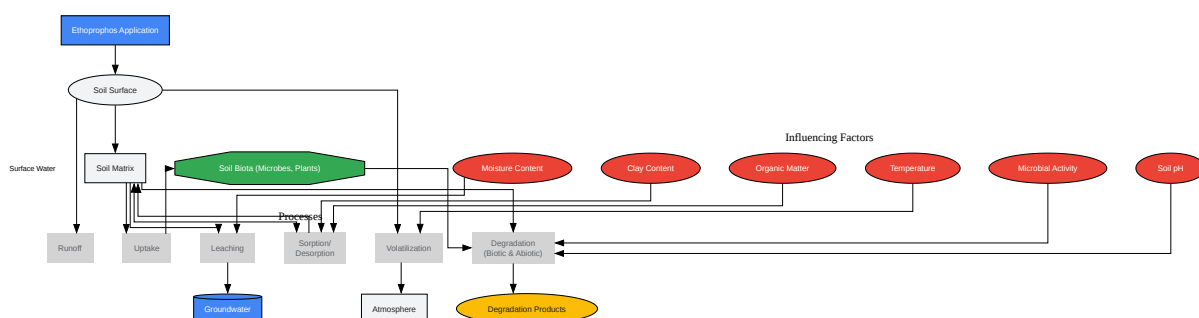 Ethoprophos Application
Soil Surface
Influencing Factors
Surface Water
Soil Matrix
Soil Biota (Microbes, Plants)
Moisture Content
Clay Content
Organic Matter
Temperature
Microbial Activity
Soil pH
Processes
Runoff
Uptake
Leaching
Sorption/
Desorption
Volatilization
Degradation
(Biotic & Abiotic)
Groundwater
Atmosphere
Degradation Products